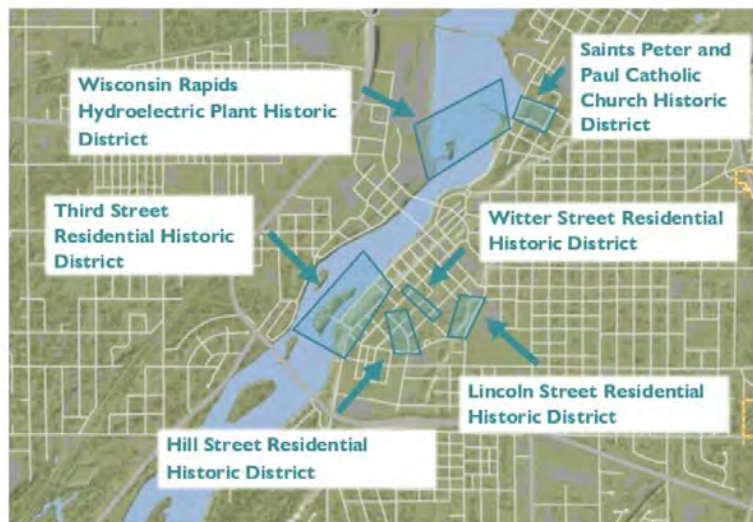 Wisconsin Rapids
Hydroelectric Plant Historic
District
Saints Peter and
Paul Catholic
Church Historic
District
Third Street
Residential Historic
District
Witter Street Residential
Historic District
Lincoln Street Residential
Historic District
Hill Street Residential
Historic District